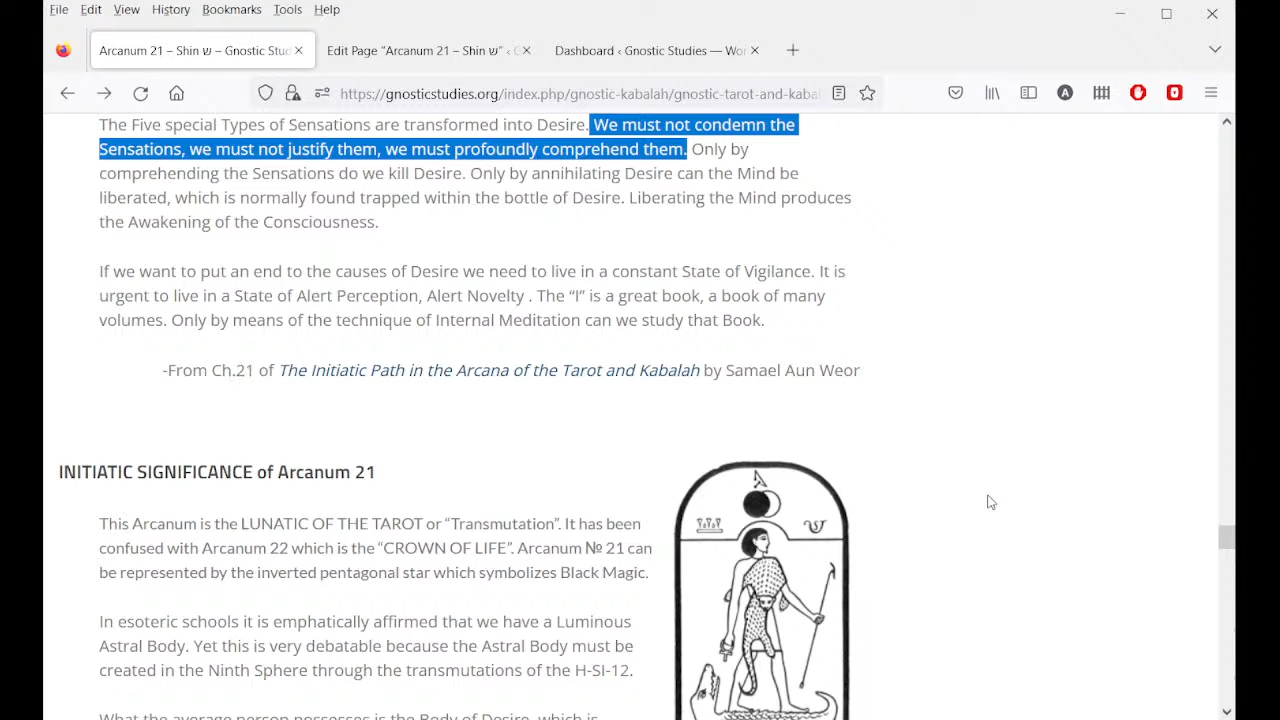 File Edit View History Bookmarks Tools Help
Arcanum 21 – Shin ש – Gnostic Stud
Edit Page “Arcanum 21 – Shin ש” ‹ G
Dashboard ‹ Gnostic Studies — Wor
https://gnosticstudies.org/index.php/gnostic-kabalah/gnostic-tarot-and-kaba
The Five special Types of Sensations are transformed into Desire. We must not condemn the
Sensations, we must not justify them, we must profoundly comprehend them. Only by
comprehending the Sensations do we kill Desire. Only by annihilating Desire can the Mind be
liberated, which is normally found trapped within the bottle of Desire. Liberating the Mind produces
the Awakening of the Consciousness.
If we want to put an end to the causes of Desire we need to live in a constant State of Vigilance. It is
urgent to live in a State of Alert Perception, Alert Novelty . The “I” is a great book, a book of many
volumes. Only by means of the technique of Internal Meditation can we study that Book.
-From Ch.21 of The Initiatic Path in the Arcana of the Tarot and Kabalah by Samael Aun Weor
INITIATIC SIGNIFICANCE of Arcanum 21
This Arcanum is the LUNATIC OF THE TAROT or “Transmutation”. It has been
confused with Arcanum 22 which is the “CROWN OF LIFE”. Arcanum № 21 can
be represented by the inverted pentagonal star which symbolizes Black Magic.
In esoteric schools it is emphatically affirmed that we have a Luminous
Astral Body. Yet this is very debatable because the Astral Body must be
created in the Ninth Sphere through the transmutations of the H-SI-12.
What the average person possesses is the Body of Desire, which is